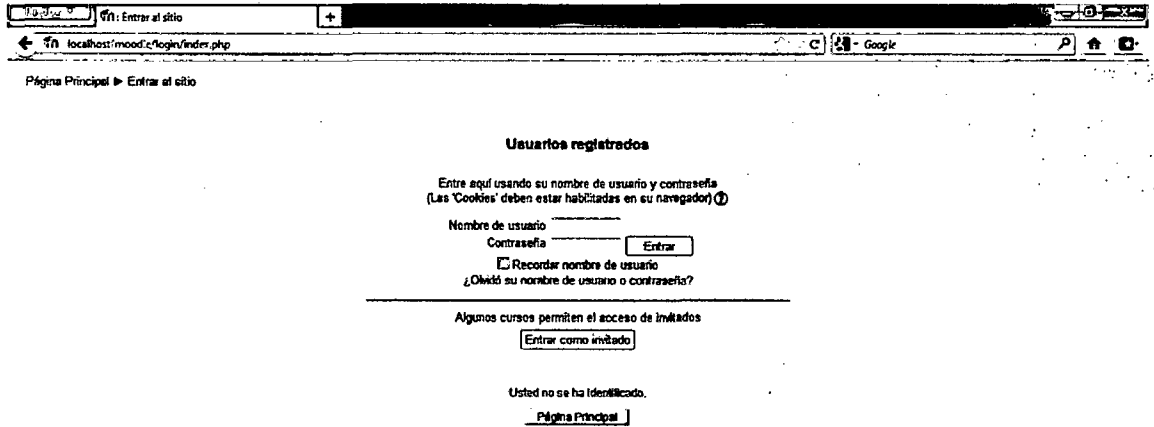 : Entrar al sitio
+
localhost/moodle/login/index.php
C
Google
Página Principal ► Entrar al sitio
Usuarios registrados
Entre aquí usando su nombre de usuario y contraseña
(Las 'Cookies' deben estar habilitadas en su navegador) ?
Nombre de usuario
Contraseña
Entrar
Recordar nombre de usuario
¿Olvidó su nombre de usuario o contraseña?
Algunos cursos permiten el acceso de invitados
Entrar como invitado
Usted no se ha identificado.
Página Principal